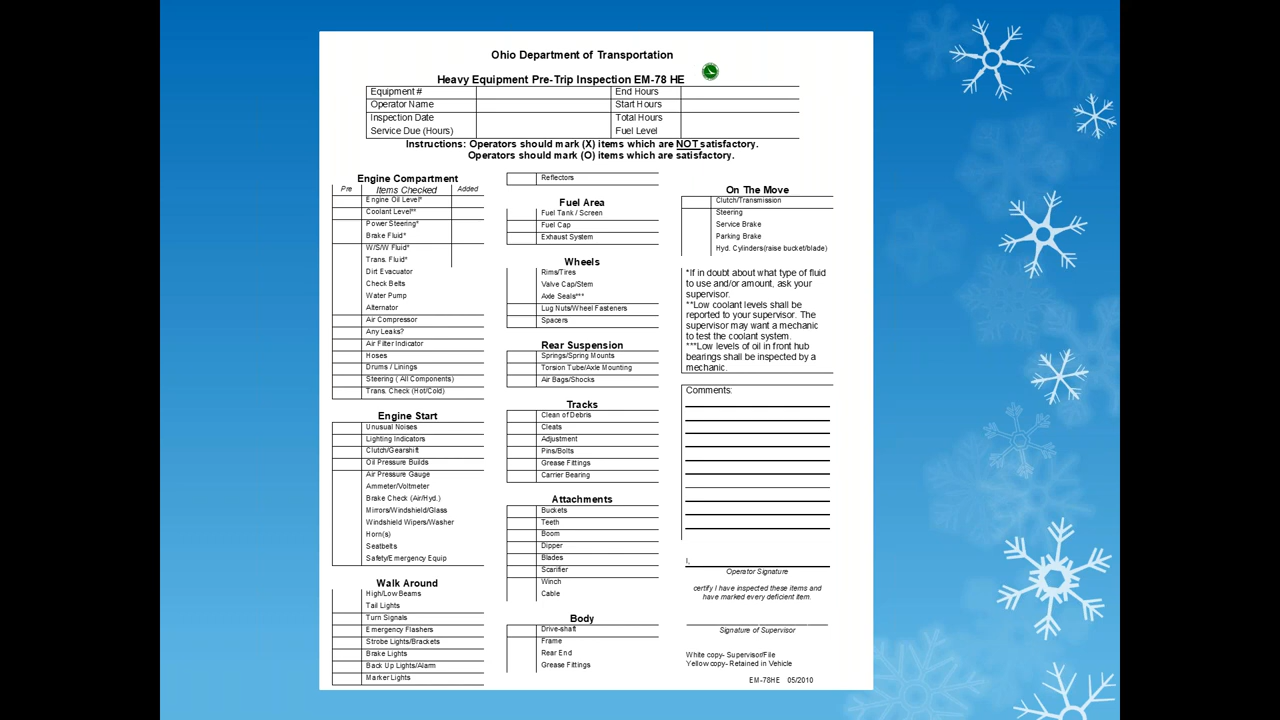 Ohio Department of Transportation
Heavy Equipment Pre-Trip Inspection EM-78 HE
Equipment # End Hours
Operator Name Start Hours
Inspection Date Total Hours
Service Due (Hours) Fuel Level
Instructions: Operators should mark (X) items which are NOT satisfactory.
Operators should mark (O) items which are satisfactory.
Engine Compartment
Pre Items Checked Added
Engine Oil Level*
Coolant Level**
Power Steering*
Brake Fluid*
W/S/W Fluid*
Trans. Fluid*
Dirt Evacuator
Check Belts
Water Pump
Alternator
Air Compressor
Any Leaks?
Air Filter Indicator
Hoses
Drums / Linings
Steering ( All Components)
Trans. Check (Hot/Cold)
Engine Start
Unusual Noises
Lighting Indicators
Clutch/Gearshift
Oil Pressure Builds
Air Pressure Gauge
Ammeter/Voltmeter
Brake Check (Air/Hyd.)
Mirrors/Windshield/Glass
Windshield Wipers/Washer
Horn(s)
Seatbelts
Safety/Emergency Equip
Walk Around
High/Low Beams
Tail Lights
Turn Signals
Emergency Flashers
Strobe Lights/Brackets
Brake Lights
Back Up Lights/Alarm
Marker Lights
Reflectors
Fuel Area
Fuel Tank / Screen
Fuel Cap
Exhaust System
Wheels
Rims/Tires
Valve Cap/Stem
Axle Seals***
Lug Nuts/Wheel Fasteners
Spacers
Rear Suspension
Springs/Spring Mounts
Torsion Tube/Axle Mounting
Air Bags/Shocks
Tracks
Clean of Debris
Cleats
Adjustment
Pins/Bolts
Grease Fittings
Carrier Bearing
Attachments
Buckets
Teeth
Boom
Dipper
Blades
Scarifier
Winch
Cable
Body
Drive-shaft
Frame
Rear End
Grease Fittings
On The Move
Clutch/Transmission
Steering
Service Brake
Parking Brake
Hyd. Cylinders(raise bucket/blade)
*If in doubt about what type of fluid
to use and/or amount, ask your
supervisor.
**Low coolant levels shall be
reported to your supervisor. The
supervisor may want a mechanic
to test the coolant system.
***Low levels of oil in front hub
bearings shall be inspected by a
mechanic.
Comments:
I,
Operator Signature
certify I have inspected these items and
have marked every deficient item.
Signature of Supervisor
White copy- Supervisor/File
Yellow copy- Retained in Vehicle
EM-78HE 05/2010